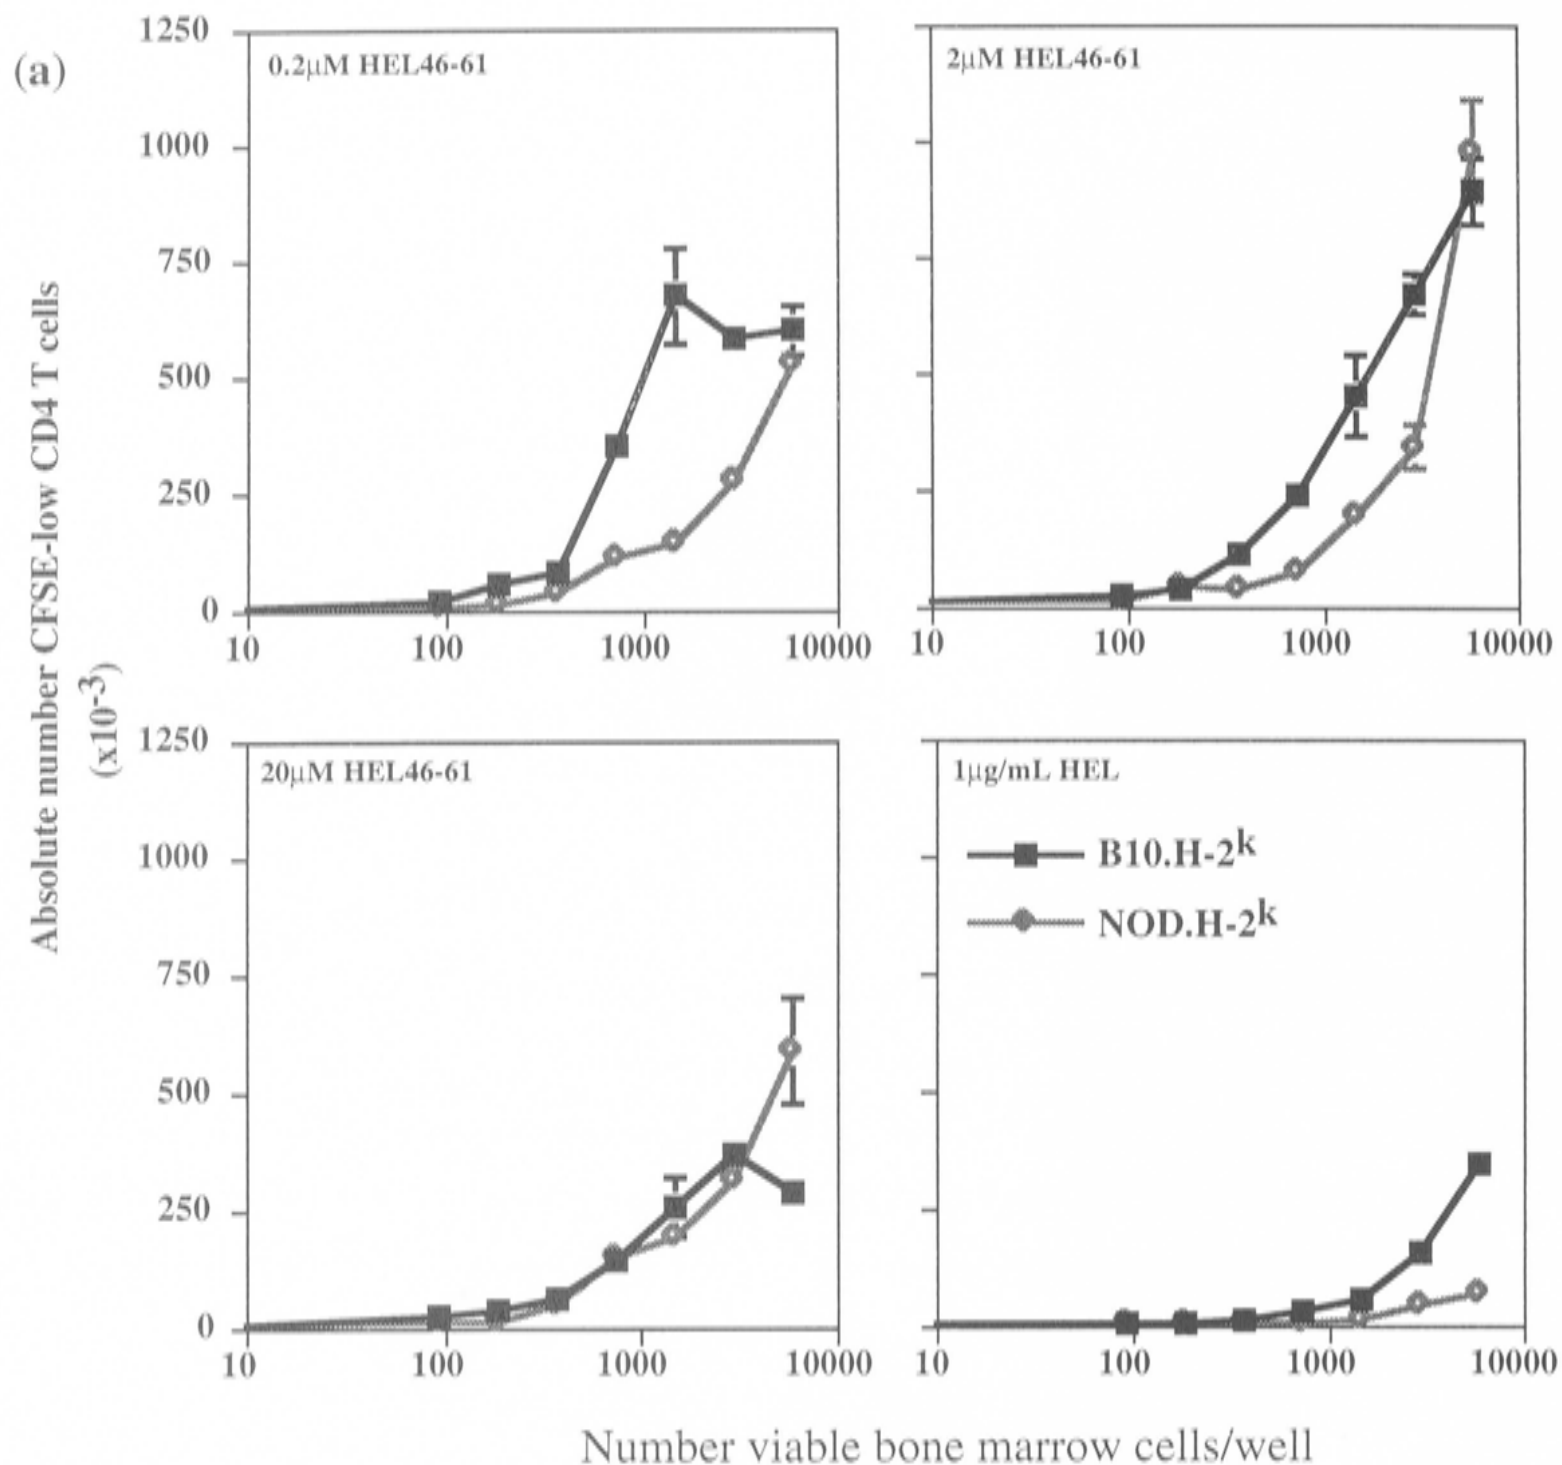 (a)
Absolute number CFSE-low CD4 T cells
(x10⁻³)
0.2μM HEL46-61
1250
1000
750
500
250
0
10 100 1000 10000
2μM HEL46-61
10 100 1000 10000
20μM HEL46-61
1250
1000
750
500
250
0
10 100 1000 10000
1μg/mL HEL
B10.H-2ᵏ
NOD.H-2ᵏ
10 100 1000 10000
Number viable bone marrow cells/well